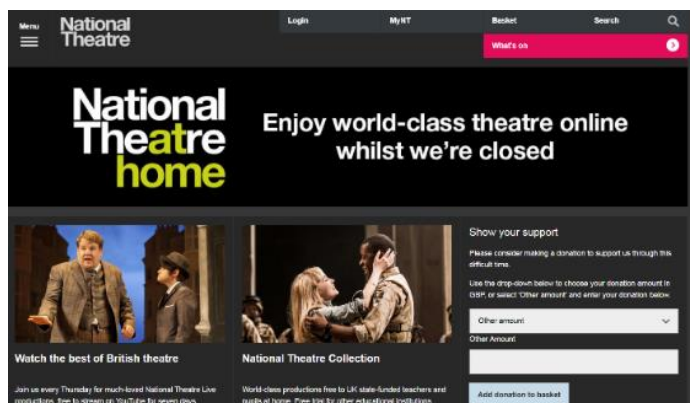 Menu
National
Theatre
Login
MyNT
Basket
Search
What's on
National
Theatre
home
Enjoy world-class theatre online
whilst we're closed
Show your support
Please consider making a donation to support us through this
difficult time.
Use the drop-down below to choose your donation amount in
GBP, or select 'Other amount' and enter your donation below.
Other amount
Other Amount
Add donation to basket
Watch the best of British theatre
Join us every Thursday for much-loved National Theatre Live
productions, free to stream on YouTube for seven days.
National Theatre Collection
World-class productions free to UK state-funded teachers and
pupils at home. Free trial for other educational institutions.